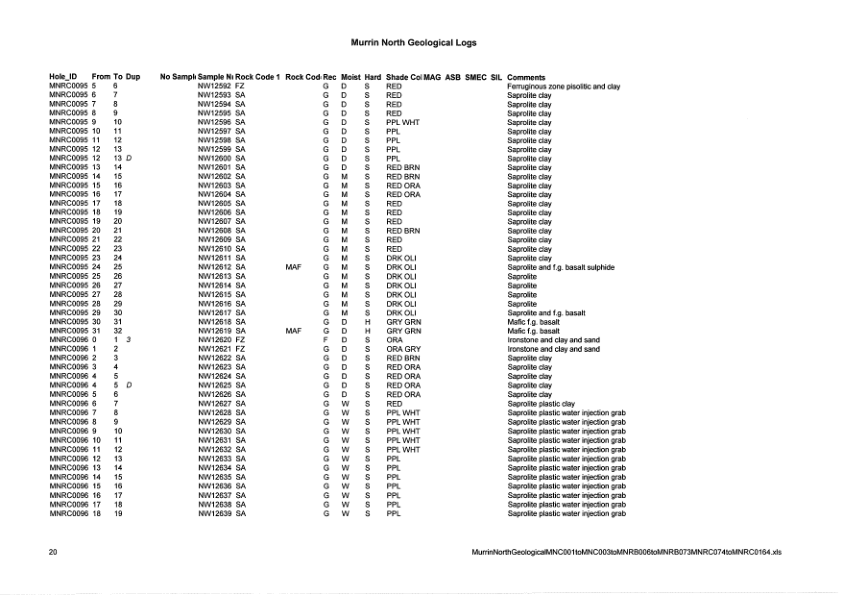 Murrin North Geological Logs
Hole_ID From To Dup No Sampl Sample Ni Rock Code 1 Rock Cod Rec Moist Hard Shade Col MAG ASB SMEC SIL Comments
MNRC0095 5 6 NW12592 FZ G D S RED Ferruginous zone pisolitic and clay
MNRC0095 6 7 NW12593 SA G D S RED Saprolite clay
MNRC0095 7 8 NW12594 SA G D S RED Saprolite clay
MNRC0095 8 9 NW12595 SA G D S RED Saprolite clay
MNRC0095 9 10 NW12596 SA G D S PPL WHT Saprolite clay
MNRC0095 10 11 NW12597 SA G D S PPL Saprolite clay
MNRC0095 11 12 NW12598 SA G D S PPL Saprolite clay
MNRC0095 12 13 NW12599 SA G D S PPL Saprolite clay
MNRC0095 12 13 D NW12600 SA G D S PPL Saprolite clay
MNRC0095 13 14 NW12601 SA G D S RED BRN Saprolite clay
MNRC0095 14 15 NW12602 SA G M S RED BRN Saprolite clay
MNRC0095 15 16 NW12603 SA G M S RED ORA Saprolite clay
MNRC0095 16 17 NW12604 SA G M S RED ORA Saprolite clay
MNRC0095 17 18 NW12605 SA G M S RED Saprolite clay
MNRC0095 18 19 NW12606 SA G M S RED Saprolite clay
MNRC0095 19 20 NW12607 SA G M S RED Saprolite clay
MNRC0095 20 21 NW12608 SA G M S RED BRN Saprolite clay
MNRC0095 21 22 NW12609 SA G M S RED Saprolite clay
MNRC0095 22 23 NW12610 SA G M S RED Saprolite clay
MNRC0095 23 24 NW12611 SA G M S DRK OLI Saprolite clay
MNRC0095 24 25 NW12612 SA MAF G M S DRK OLI Saprolite and f.g. basalt sulphide
MNRC0095 25 26 NW12613 SA G M S DRK OLI Saprolite
MNRC0095 26 27 NW12614 SA G M S DRK OLI Saprolite
MNRC0095 27 28 NW12615 SA G M S DRK OLI Saprolite
MNRC0095 28 29 NW12616 SA G M S DRK OLI Saprolite
MNRC0095 29 30 NW12617 SA G M S DRK OLI Saprolite and f.g. basalt
MNRC0095 30 31 NW12618 SA G D H GRY GRN Mafic f.g. basalt
MNRC0095 31 32 NW12619 SA MAF G D H GRY GRN Mafic f.g. basalt
MNRC0096 0 1 3 NW12620 FZ F D S ORA Ironstone and clay and sand
MNRC0096 1 2 NW12621 FZ G D S ORA GRY Ironstone and clay and sand
MNRC0096 2 3 NW12622 SA G D S RED BRN Saprolite clay
MNRC0096 3 4 NW12623 SA G D S RED ORA Saprolite clay
MNRC0096 4 5 NW12624 SA G D S RED ORA Saprolite clay
MNRC0096 4 5 D NW12625 SA G D S RED ORA Saprolite clay
MNRC0096 5 6 NW12626 SA G D S RED ORA Saprolite clay
MNRC0096 6 7 NW12627 SA G W S RED Saprolite plastic clay
MNRC0096 7 8 NW12628 SA G W S PPL WHT Saprolite plastic water injection grab
MNRC0096 8 9 NW12629 SA G W S PPL WHT Saprolite plastic water injection grab
MNRC0096 9 10 NW12630 SA G W S PPL WHT Saprolite plastic water injection grab
MNRC0096 10 11 NW12631 SA G W S PPL WHT Saprolite plastic water injection grab
MNRC0096 11 12 NW12632 SA G W S PPL WHT Saprolite plastic water injection grab
MNRC0096 12 13 NW12633 SA G W S PPL Saprolite plastic water injection grab
MNRC0096 13 14 NW12634 SA G W S PPL Saprolite plastic water injection grab
MNRC0096 14 15 NW12635 SA G W S PPL Saprolite plastic water injection grab
MNRC0096 15 16 NW12636 SA G W S PPL Saprolite plastic water injection grab
MNRC0096 16 17 NW12637 SA G W S PPL Saprolite plastic water injection grab
MNRC0096 17 18 NW12638 SA G W S PPL Saprolite plastic water injection grab
MNRC0096 18 19 NW12639 SA G W S PPL Saprolite plastic water injection grab
20 MurrinNorthGeologicalMNC001toMNC003toMNRB006toMNRB073MNRC074toMNRC0164.xls